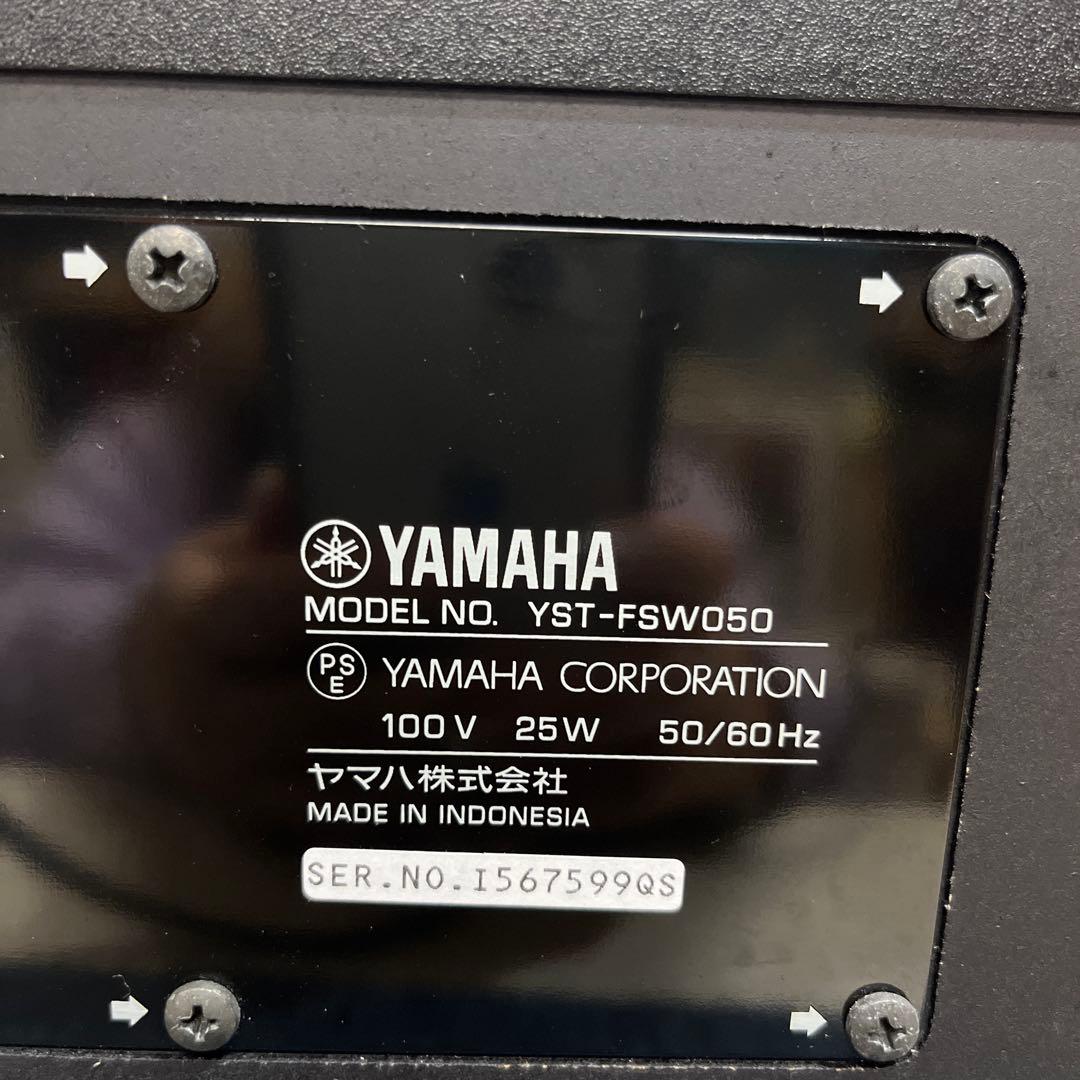 YAMAHA
MODEL NO. YST-FSW050
PSE YAMAHA CORPORATION
100V 25W 50/60Hz
ヤマハ株式会社
MADE IN INDONESIA
SER.NO.I567599QS